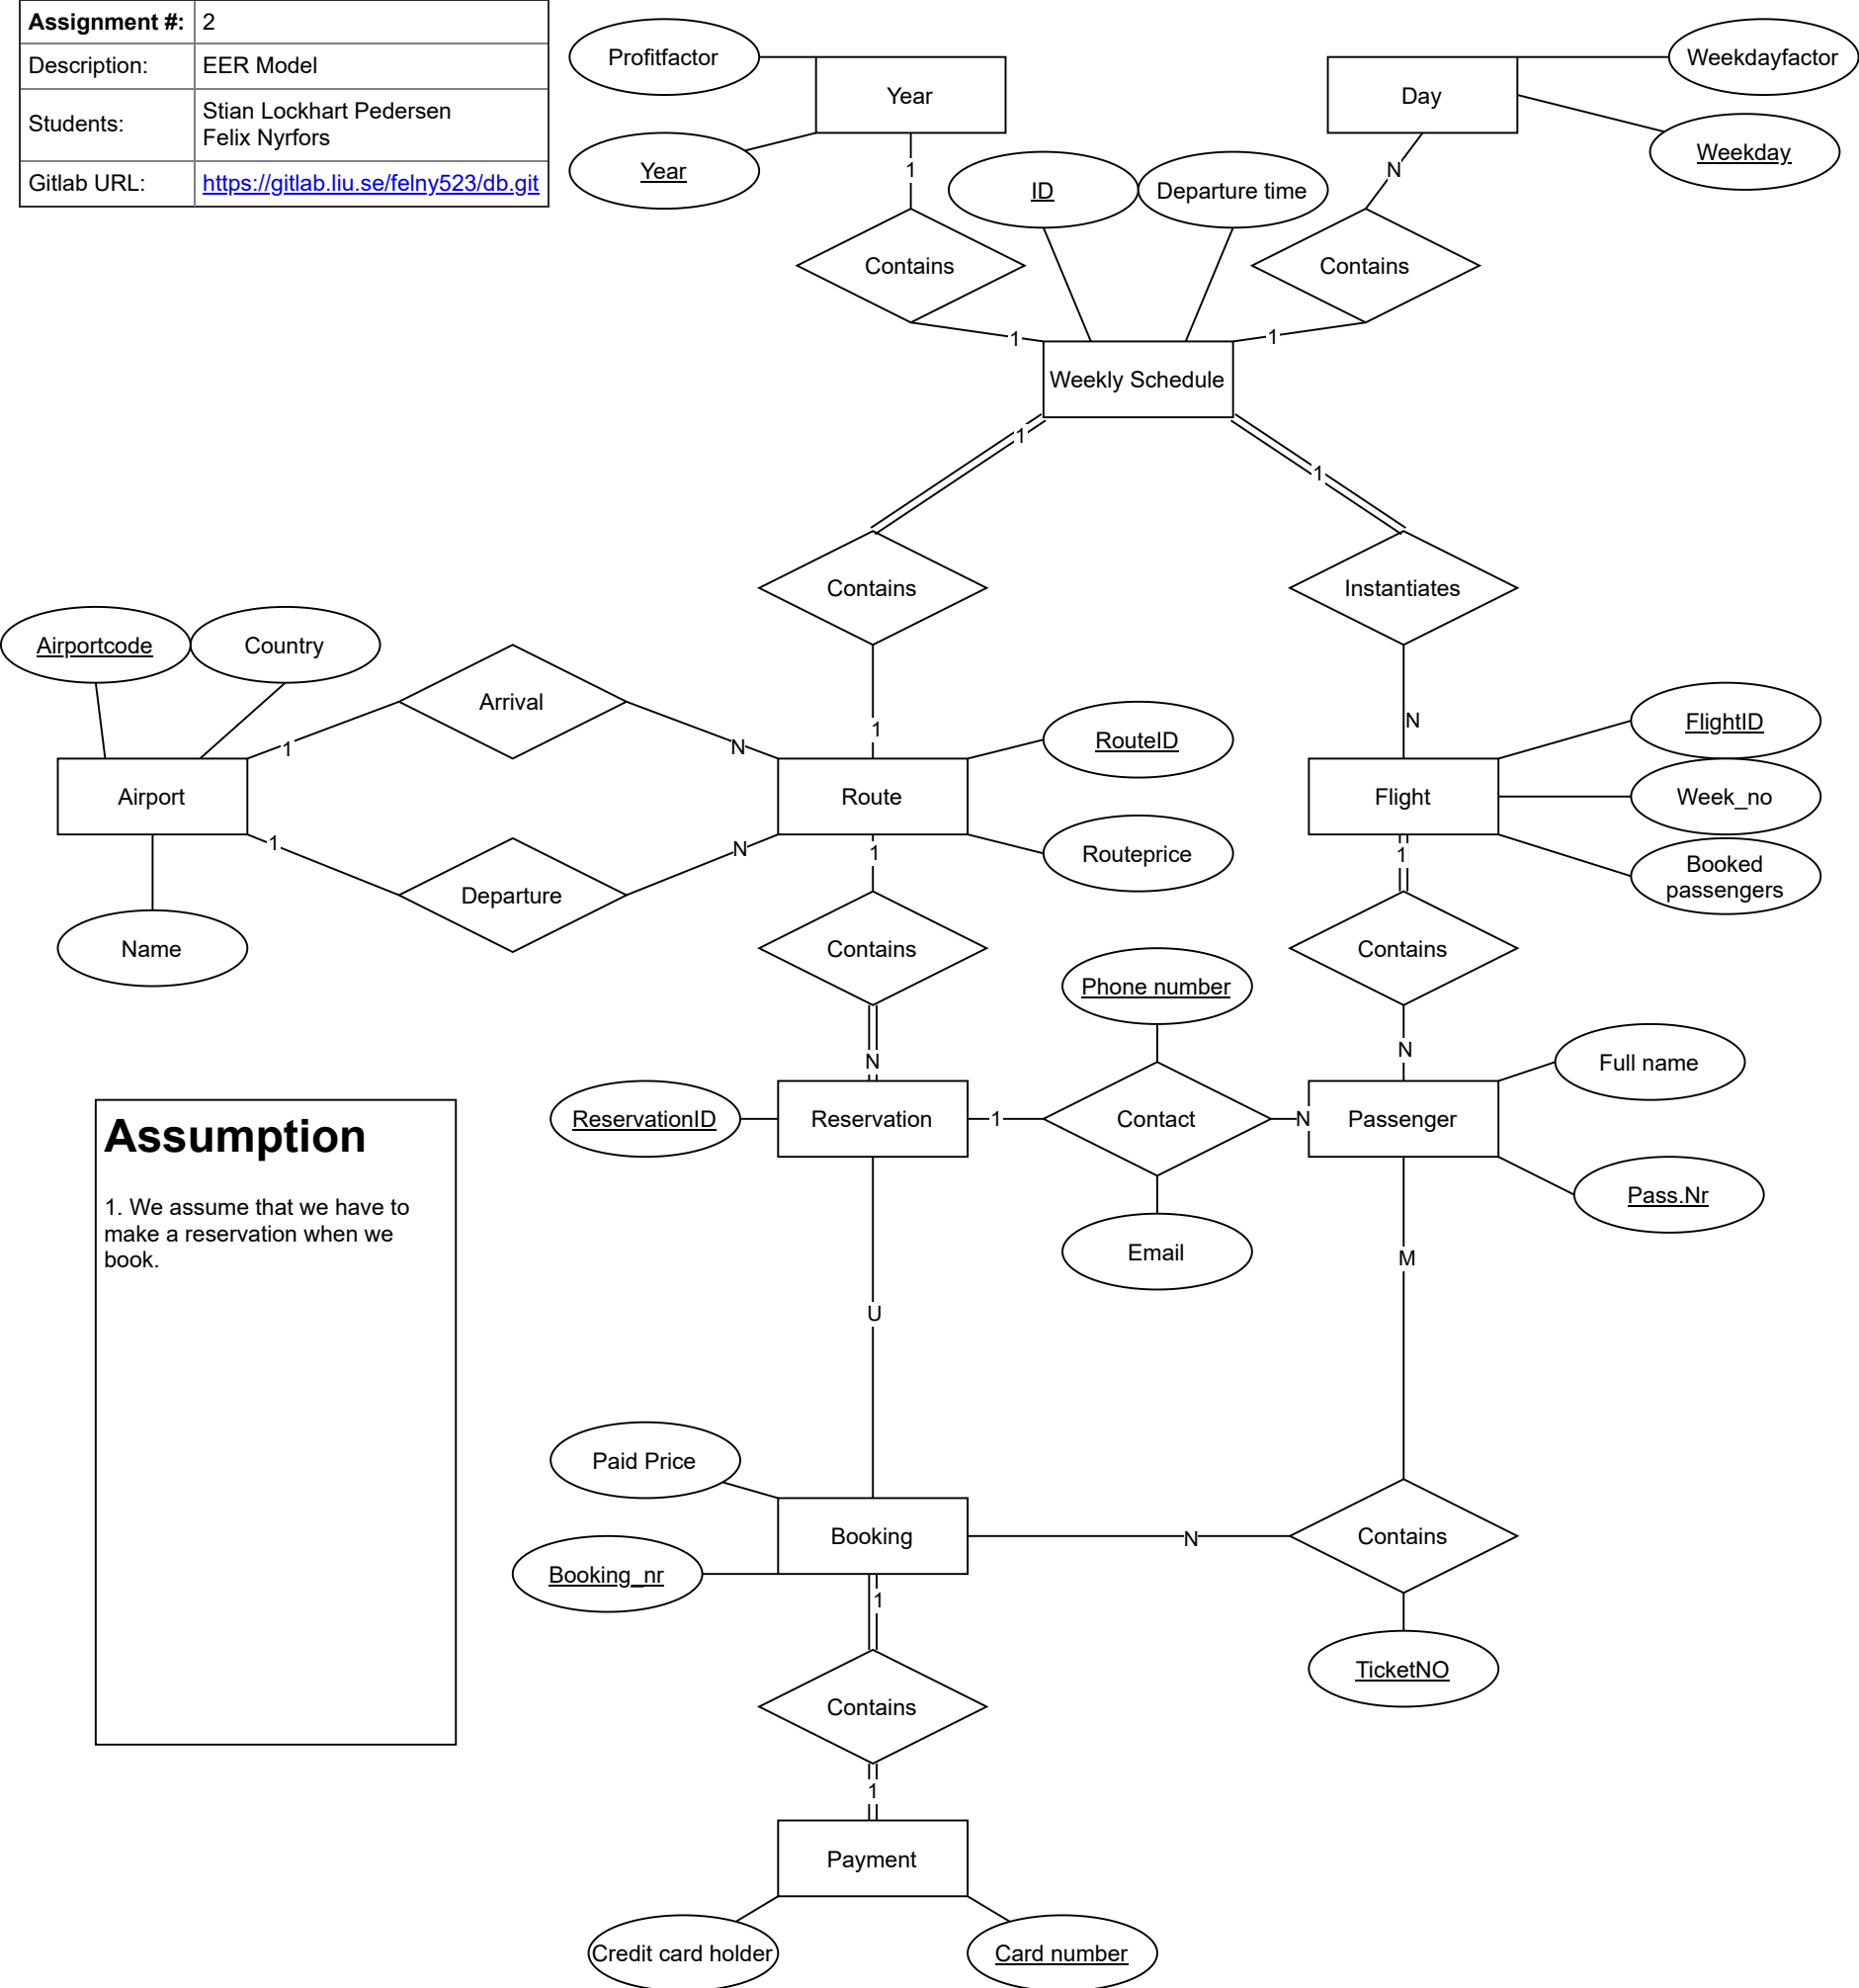 Assignment #: 2
Description: EER Model
Students: Stian Lockhart Pedersen
Felix Nyrfors
Gitlab URL: https://gitlab.liu.se/felny523/db.git
Profitfactor
Year
Year
Day
Weekdayfactor
Weekday
1
N
ID
Departure time
Contains
Contains
1
1
Weekly Schedule
1
1
Contains
Instantiates
Airportcode
Country
Arrival
1
N
1
N
RouteID
FlightID
Airport
Route
Flight
Week_no
1
N
1
Routeprice
1
Booked
passengers
Departure
Name
Contains
Contains
Phone number
N
N
Full name
ReservationID
Reservation
1
Contact
N
Passenger
Pass.Nr
Email
Assumption
1. We assume that we have to
make a reservation when we
book.
M
U
Paid Price
Booking
N
Contains
Booking_nr
1
TicketNO
Contains
1
Payment
Credit card holder
Card number